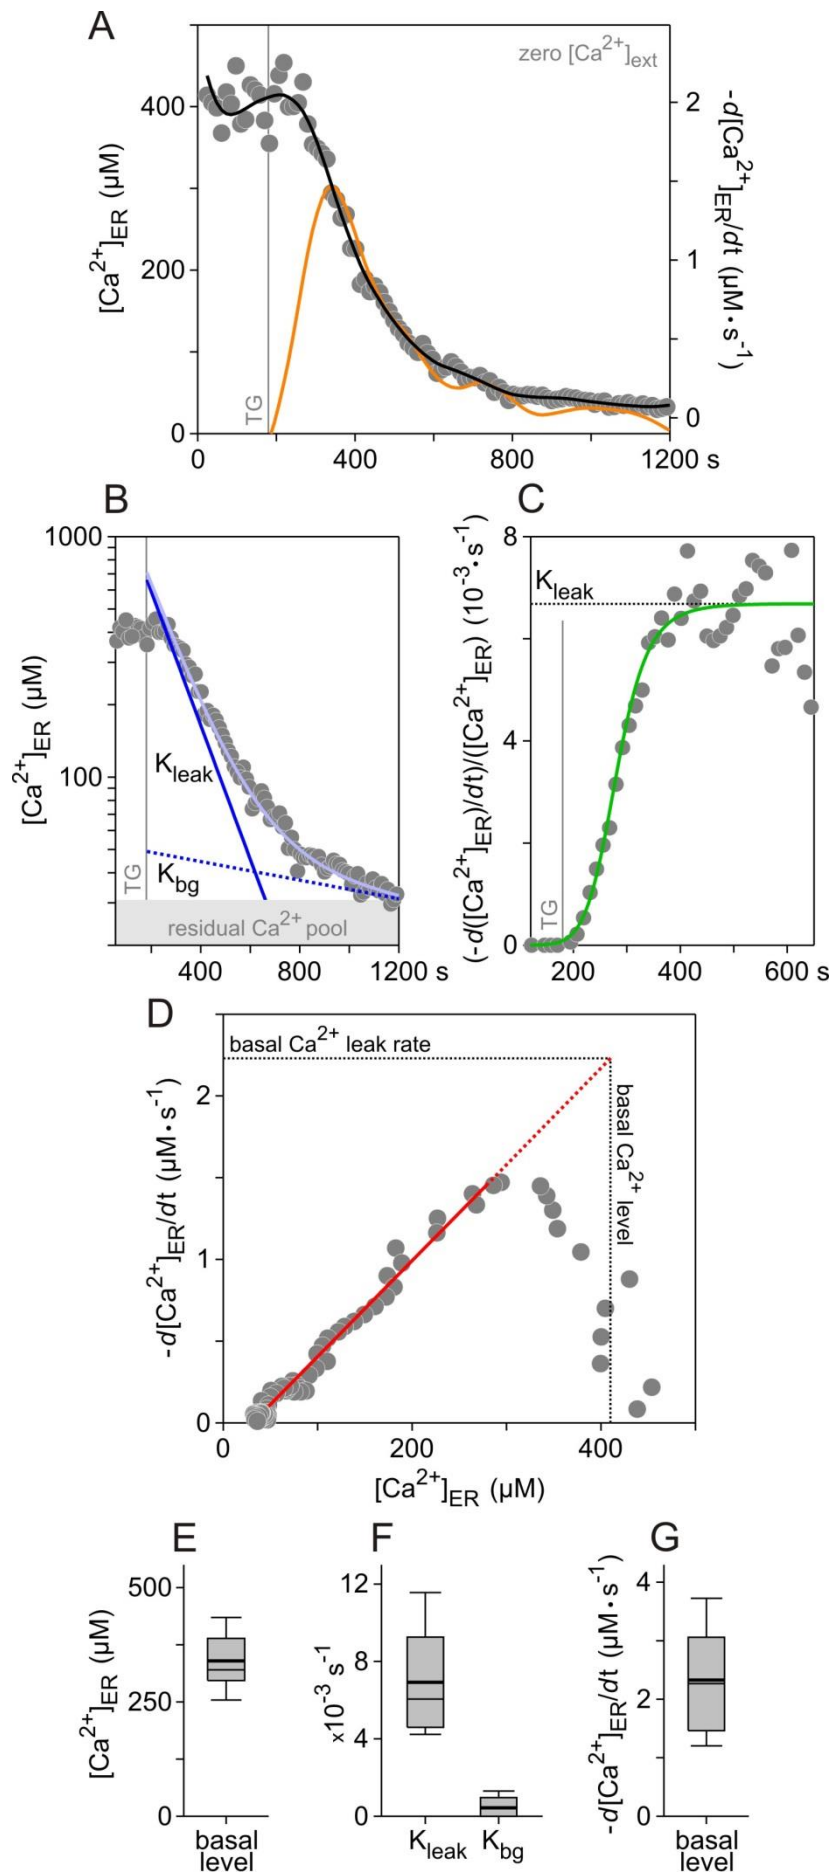 A
zero [Ca²⁺]ext
400
200
0
[Ca²⁺]ER (µM)
TG
2
1
0
-d[Ca²⁺]ER/dt (µM·s⁻¹)
0
400
800
1200 s
B
1000
100
[Ca²⁺]ER (µM)
Kleak
Kbg
TG
residual Ca²⁺ pool
400
800
1200 s
C
8
4
0
(-d([Ca²⁺]ER)/dt)/([Ca²⁺]ER) (10⁻³·s⁻¹)
Kleak
TG
200
400
600 s
D
basal Ca²⁺ leak rate
basal Ca²⁺ level
2
1
0
-d[Ca²⁺]ER/dt (µM·s⁻¹)
0
200
400
[Ca²⁺]ER (µM)
E
500
250
0
[Ca²⁺]ER (µM)
basal
level
F
12
8
4
0
×10⁻³ s⁻¹
Kleak
Kbg
G
4
2
0
-d[Ca²⁺]ER/dt (µM·s⁻¹)
basal
level